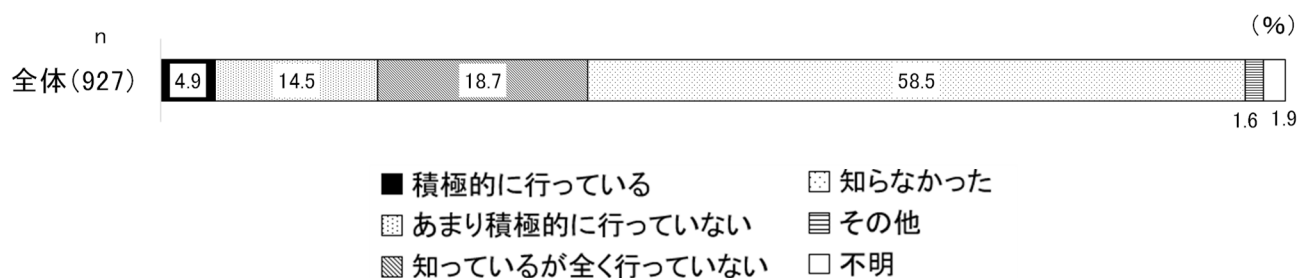 (%)
n
全体(927)
4.9 14.5 18.7 58.5
1.6 1.9
■ 積極的に行っている
あまり積極的に行っていない
知っているが全く行っていない
知らなかった
その他
不明